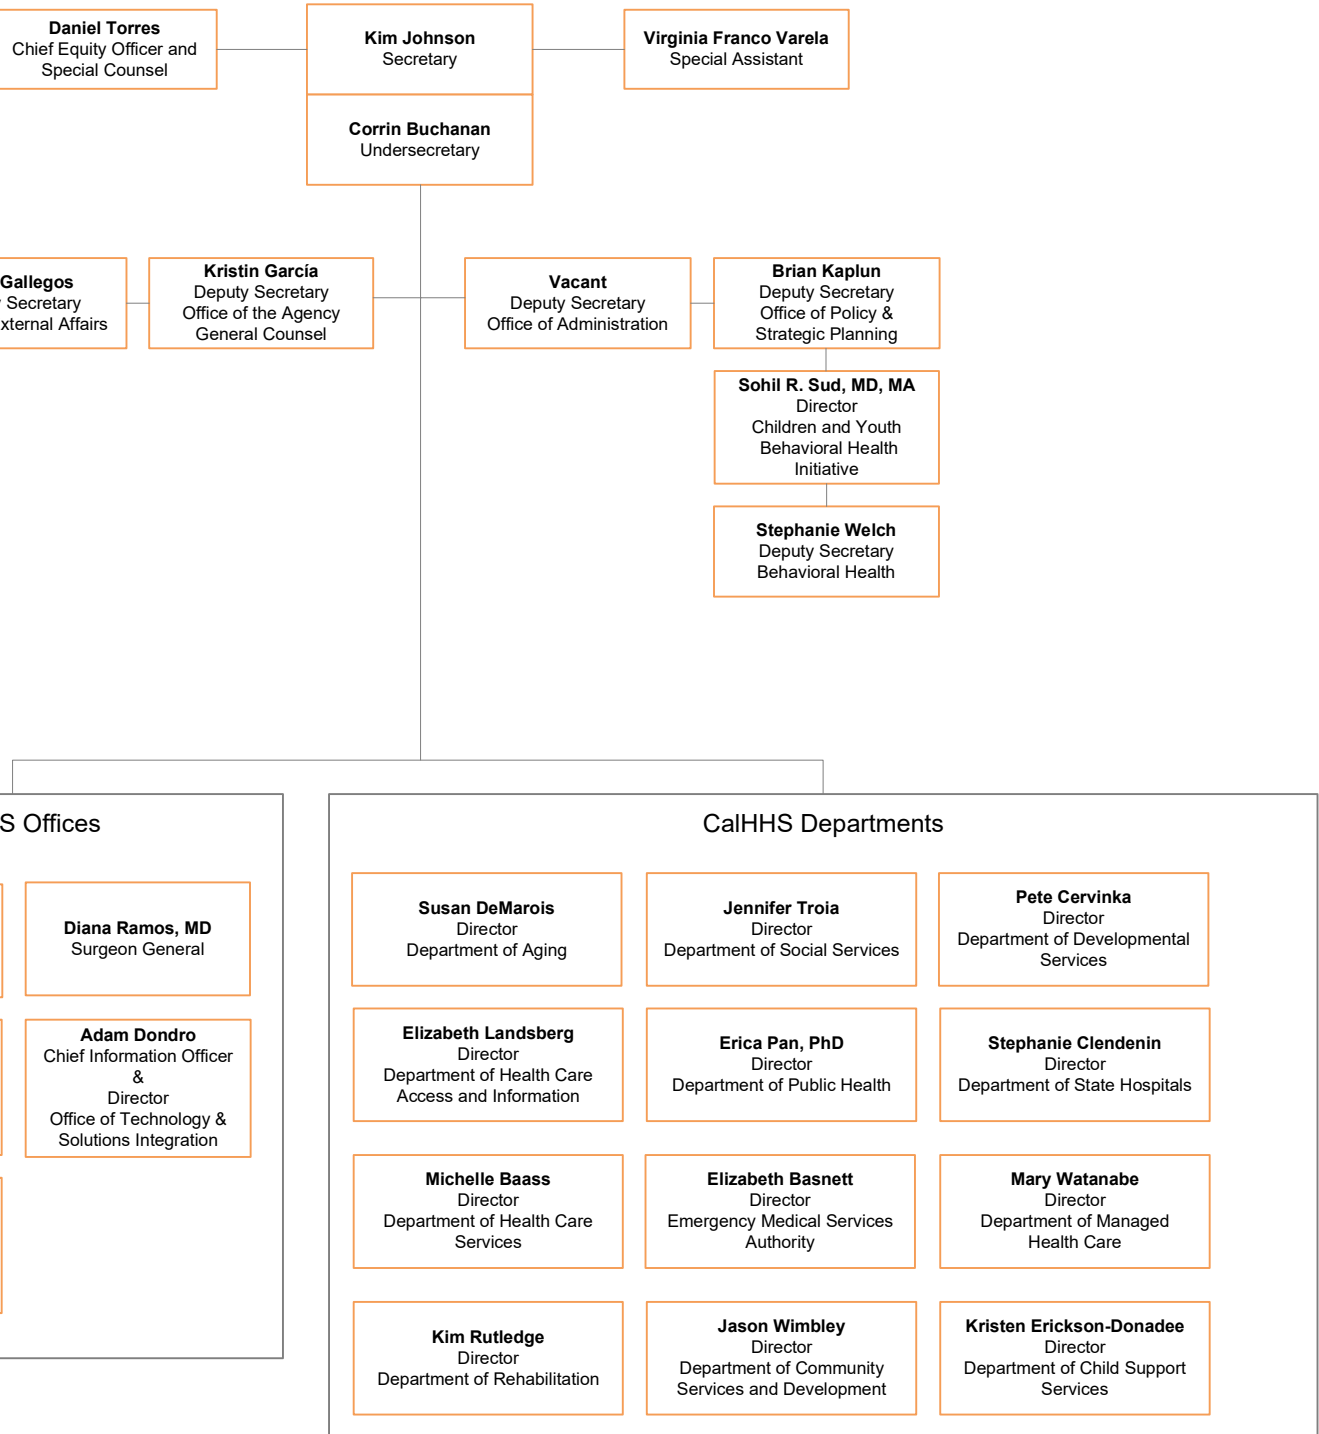 Daniel Torres
Chief Equity Officer and
Special Counsel
Kim Johnson
Secretary
Virginia Franco Varela
Special Assistant
Corrin Buchanan
Undersecretary
Gallegos
Secretary
External Affairs
Kristin García
Deputy Secretary
Office of the Agency
General Counsel
Vacant
Deputy Secretary
Office of Administration
Brian Kaplun
Deputy Secretary
Office of Policy &
Strategic Planning
Sohil R. Sud, MD, MA
Director
Children and Youth
Behavioral Health
Initiative
Stephanie Welch
Deputy Secretary
Behavioral Health
S Offices
Diana Ramos, MD
Surgeon General
Adam Dondro
Chief Information Officer
&
Director
Office of Technology &
Solutions Integration
CalHHS Departments
Susan DeMarois
Director
Department of Aging
Jennifer Troia
Director
Department of Social Services
Pete Cervinka
Director
Department of Developmental
Services
Elizabeth Landsberg
Director
Department of Health Care
Access and Information
Erica Pan, PhD
Director
Department of Public Health
Stephanie Clendenin
Director
Department of State Hospitals
Michelle Baass
Director
Department of Health Care
Services
Elizabeth Basnett
Director
Emergency Medical Services
Authority
Mary Watanabe
Director
Department of Managed
Health Care
Kim Rutledge
Director
Department of Rehabilitation
Jason Wimbley
Director
Department of Community
Services and Development
Kristen Erickson-Donadee
Director
Department of Child Support
Services